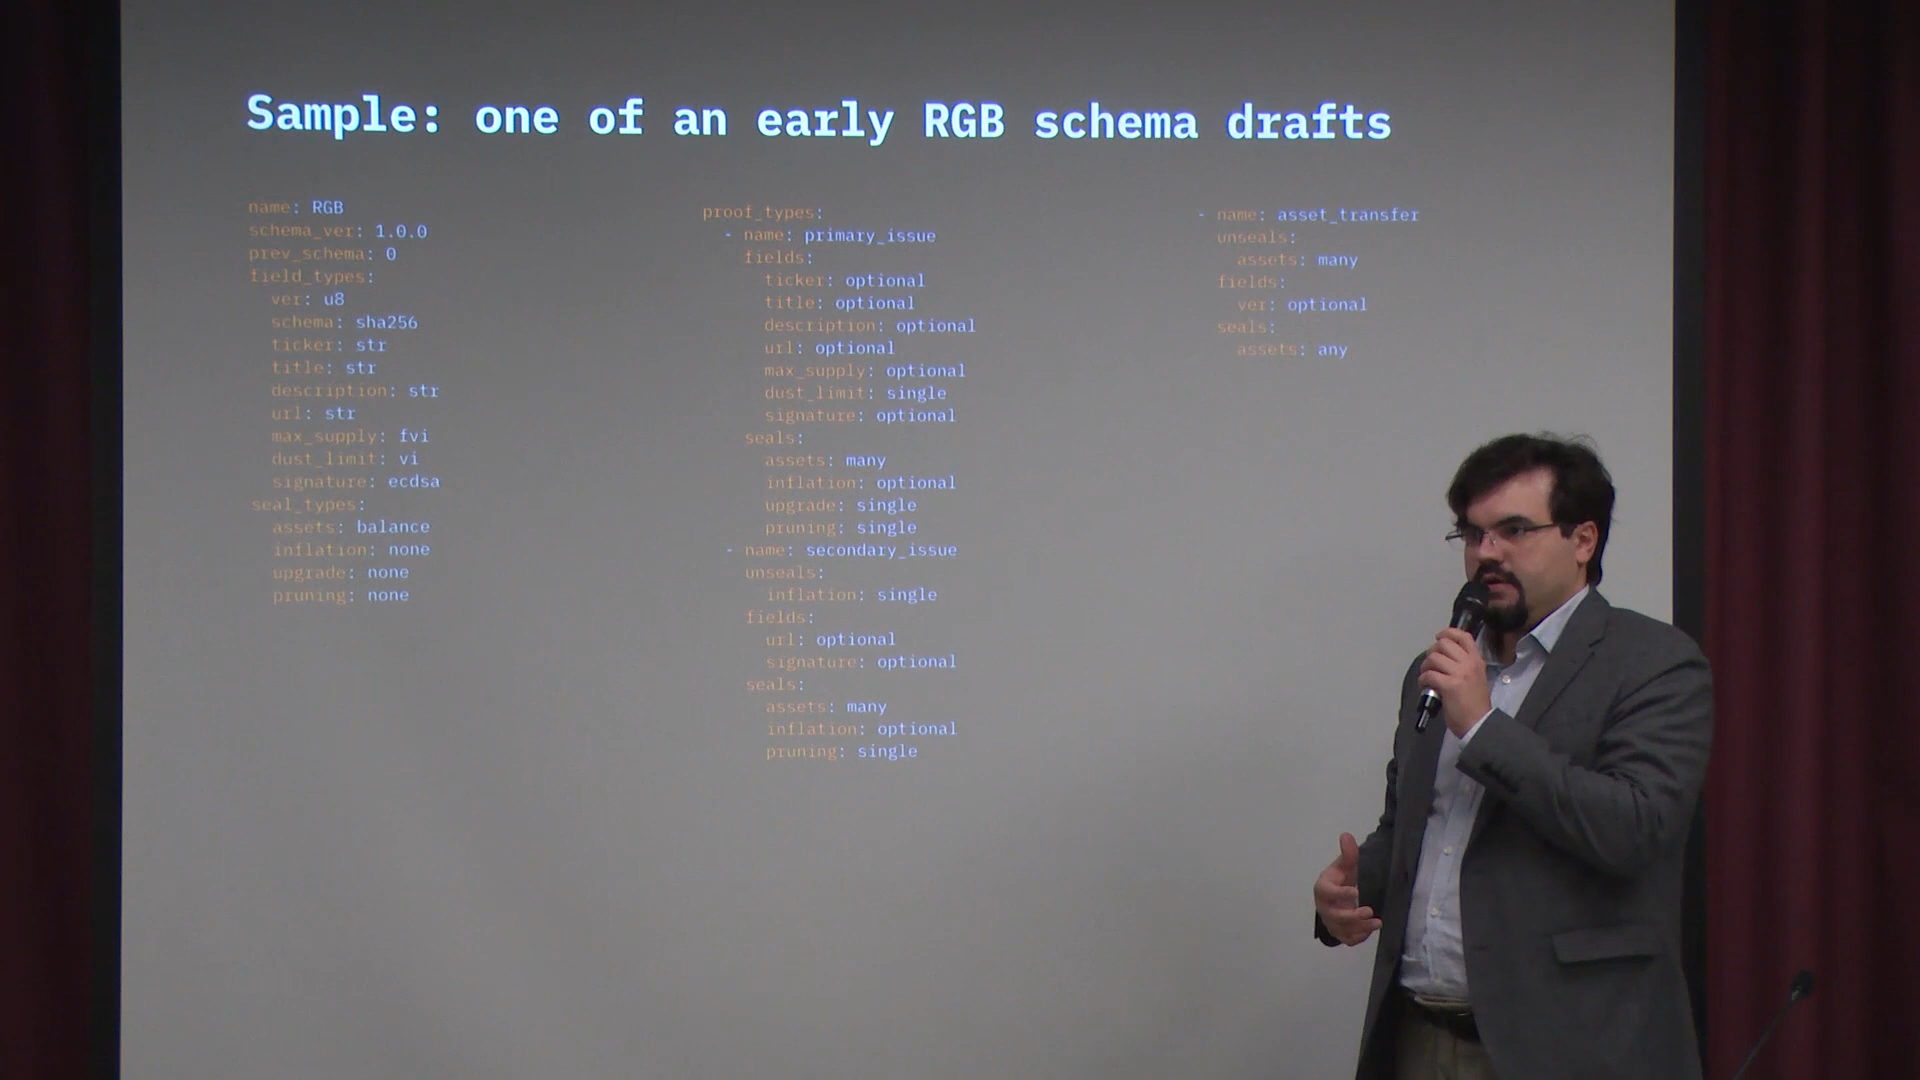 Sample: one of an early RGB schema drafts
name: RGB
schema_ver: 1.0.0
prev_schema: 0
field_types:
ver: u8
schema: sha256
ticker: str
title: str
description: str
url: str
max_supply: fvi
dust_limit: vi
signature: ecdsa
seal_types:
assets: balance
inflation: none
upgrade: none
pruning: none
proof_types:
- name: primary_issue
fields:
ticker: optional
title: optional
description: optional
url: optional
max_supply: optional
dust_limit: single
signature: optional
seals:
assets: many
inflation: optional
upgrade: single
pruning: single
- name: secondary_issue
unseals:
inflation: single
fields:
url: optional
signature: optional
seals:
assets: many
inflation: optional
pruning: single
- name: asset_transfer
unseals:
assets: many
fields:
ver: optional
seals:
assets: any